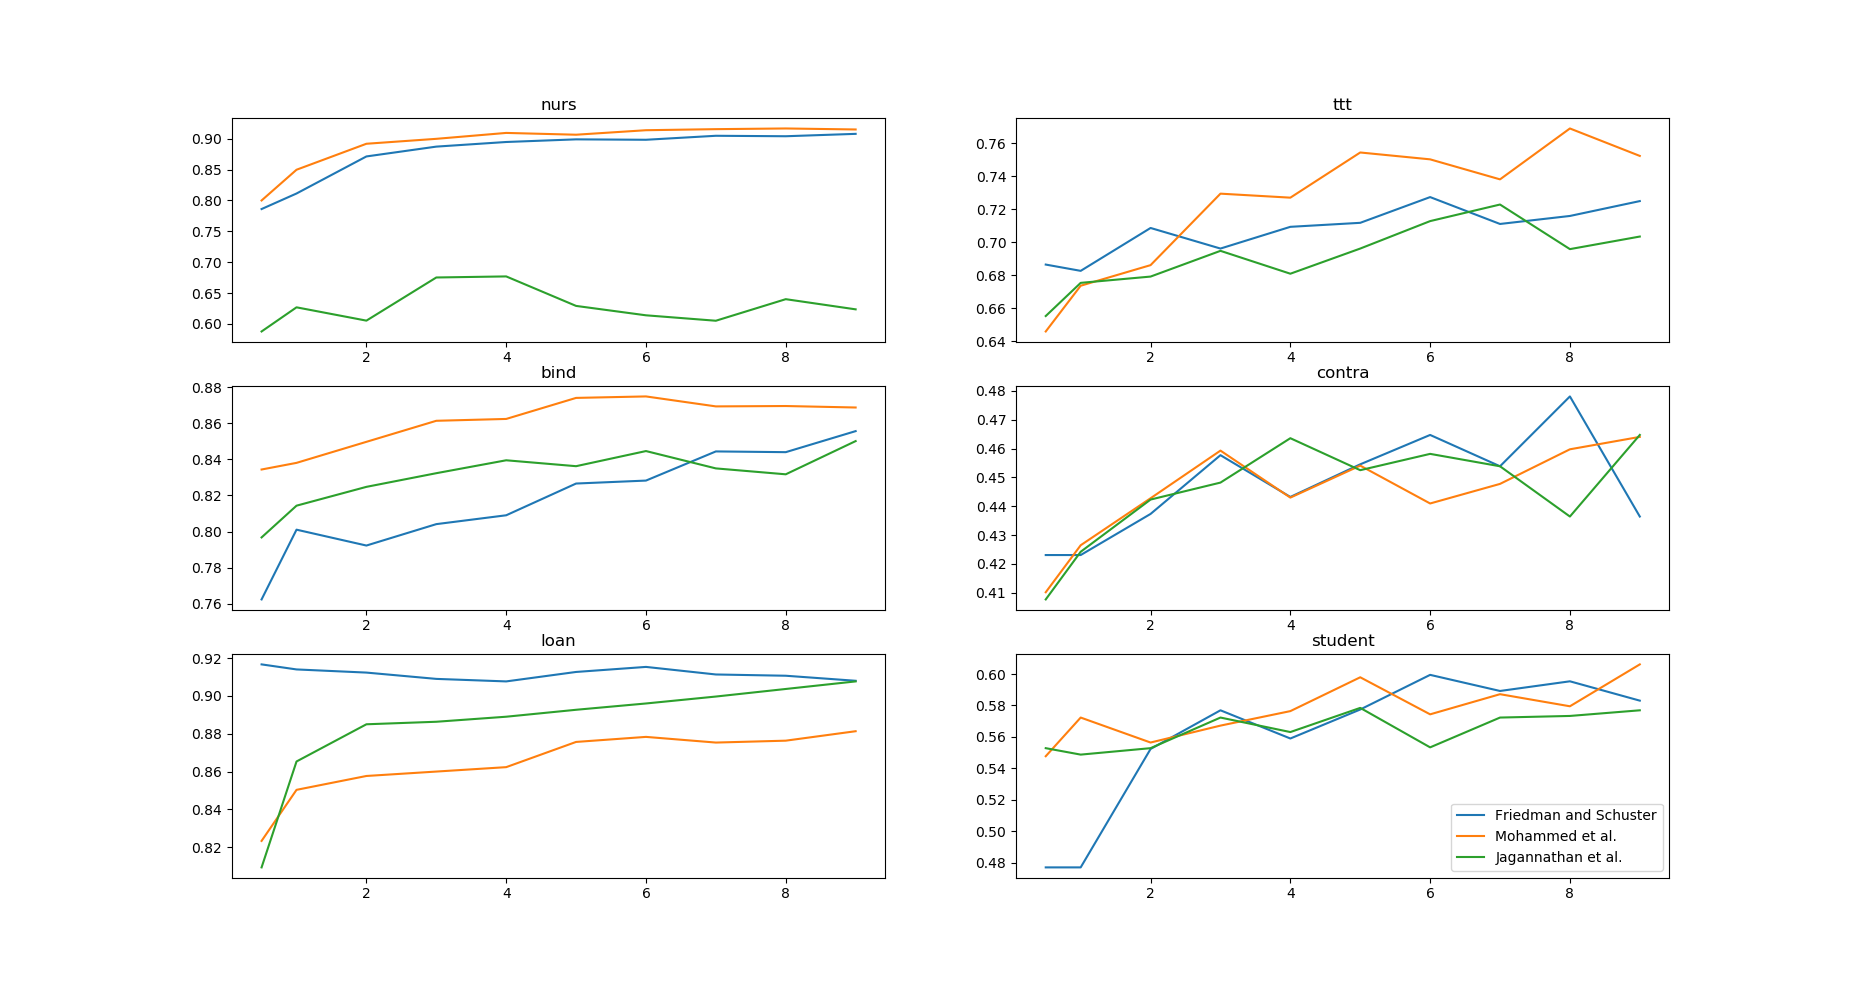 nurs
0.90
0.85
0.80
0.75
0.70
0.65
0.60
2 4 6 8
ttt
0.76
0.74
0.72
0.70
0.68
0.66
0.64
2 4 6 8
bind
0.88
0.86
0.84
0.82
0.80
0.78
0.76
2 4 6 8
contra
0.48
0.47
0.46
0.45
0.44
0.43
0.42
0.41
2 4 6 8
loan
0.92
0.90
0.88
0.86
0.84
0.82
2 4 6 8
student
0.60
0.58
0.56
0.54
0.52
0.50
0.48
2 4 6 8
Friedman and Schuster
Mohammed et al.
Jagannathan et al.